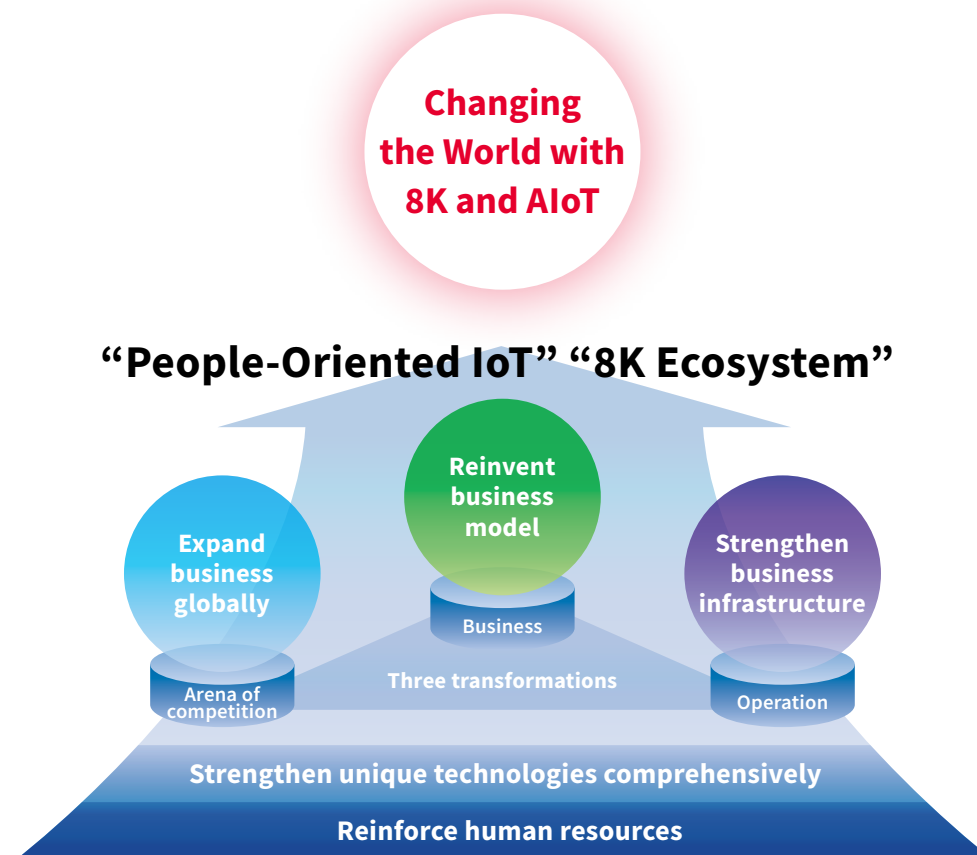 Changing
the World with
8K and AIoT
“People-Oriented IoT” “8K Ecosystem”
Reinvent
business
model
Business
Expand
business
globally
Arena of
competition
Strengthen
business
infrastructure
Operation
Three transformations
Strengthen unique technologies comprehensively
Reinforce human resources